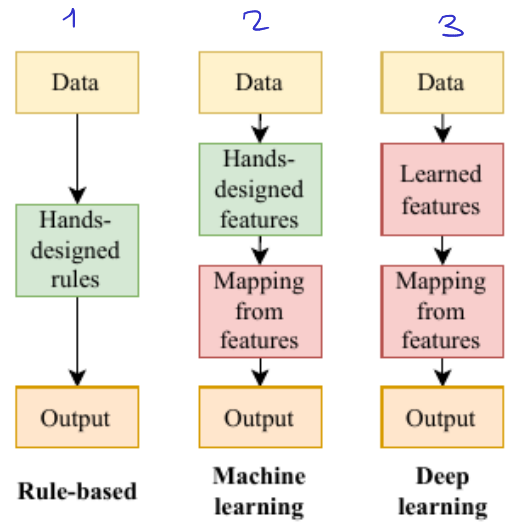 1 2 3
Data
Hands-
designed
rules
Output
Rule-based
Data
Hands-
designed
features
Mapping
from
features
Output
Machine
learning
Data
Learned
features
Mapping
from
features
Output
Deep
learning